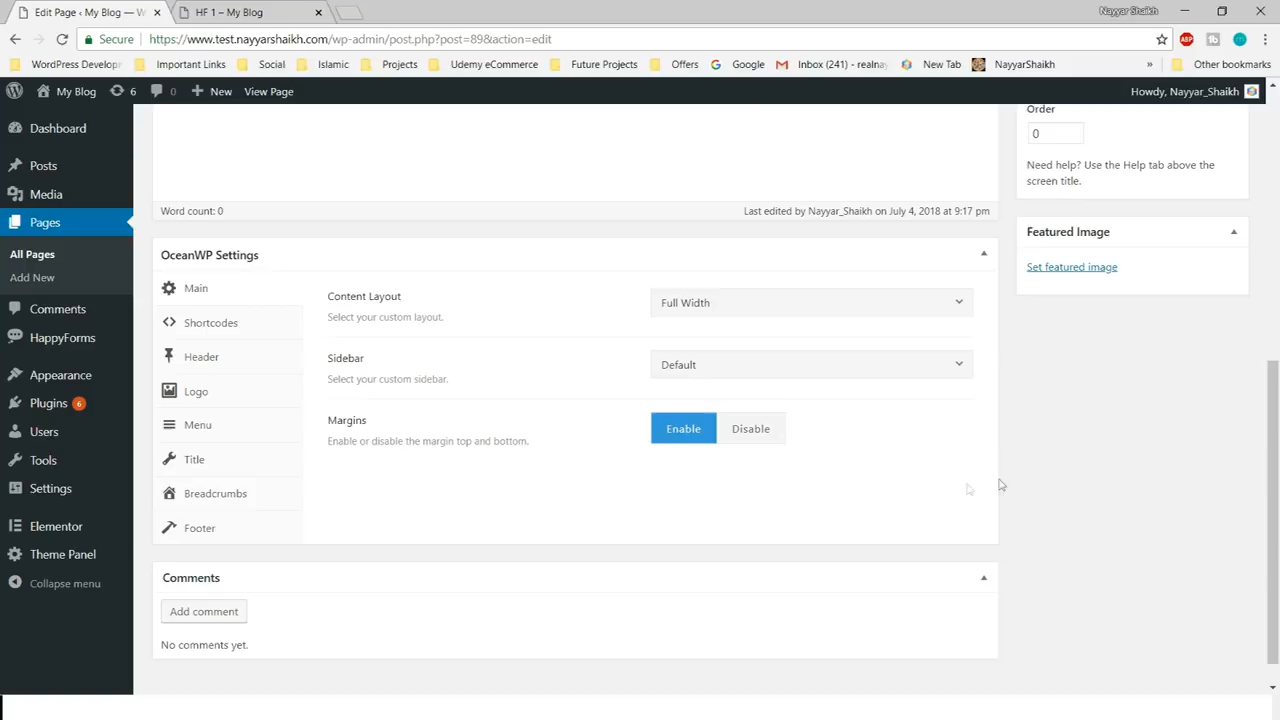 Edit Page ‹ My Blog — W
HF 1 – My Blog
Nayyar Shaikh
Secure
https://www.test.nayyarshaikh.com/wp-admin/post.php?post=89&action=edit
ABP
WordPress Developm
Important Links
Social
Islamic
Projects
Udemy eCommerce
Future Projects
Offers
Google
Inbox (241) - realnay
New Tab
NayyarShaikh
»
Other bookmarks
My Blog
6
0
New
View Page
Howdy, Nayyar_Shaikh
Dashboard
Posts
Media
Pages
All Pages
Add New
Comments
HappyForms
Appearance
Plugins 6
Users
Tools
Settings
Elementor
Theme Panel
Collapse menu
Word count: 0
Last edited by Nayyar_Shaikh on July 4, 2018 at 9:17 pm
OceanWP Settings
Main
Shortcodes
Header
Logo
Menu
Title
Breadcrumbs
Footer
Content Layout
Select your custom layout.
Full Width
Sidebar
Select your custom sidebar.
Default
Margins
Enable or disable the margin top and bottom.
Enable
Disable
Comments
Add comment
No comments yet.
Order
0
Need help? Use the Help tab above the
screen title.
Featured Image
Set featured image